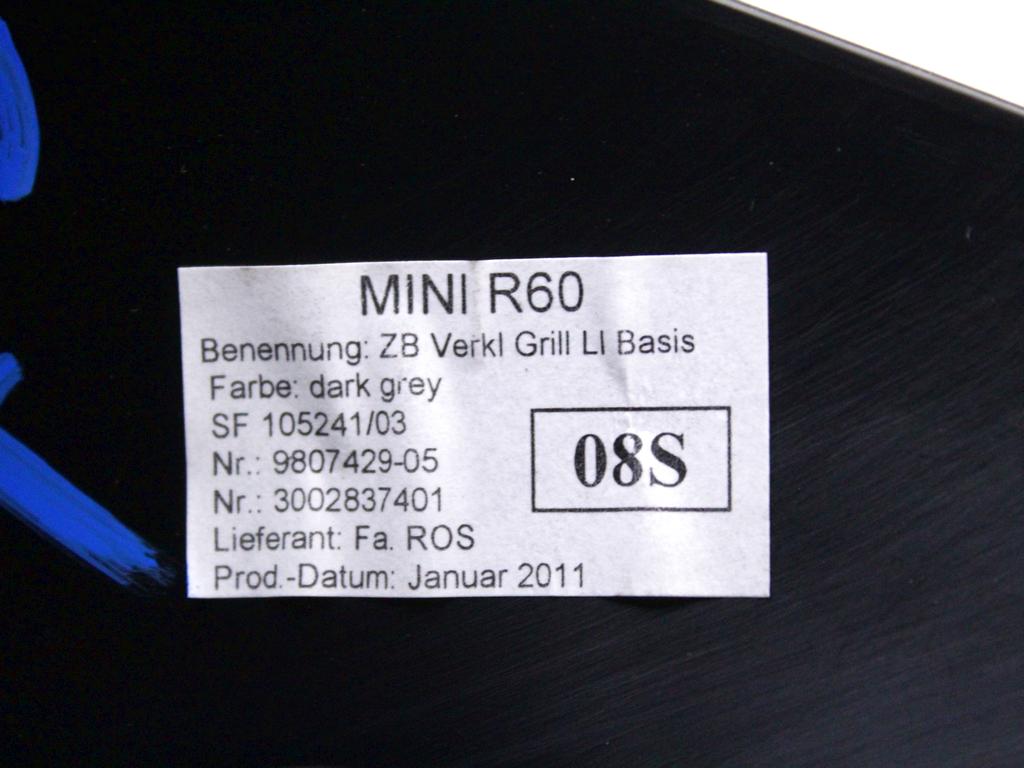 MINI R60
Benennung: ZB Verkl Grill LI Basis
Farbe: dark grey
SF 105241/03
Nr.: 9807429-05
Nr.: 3002837401
08S
Lieferant: Fa. ROS
Prod.-Datum: Januar 2011